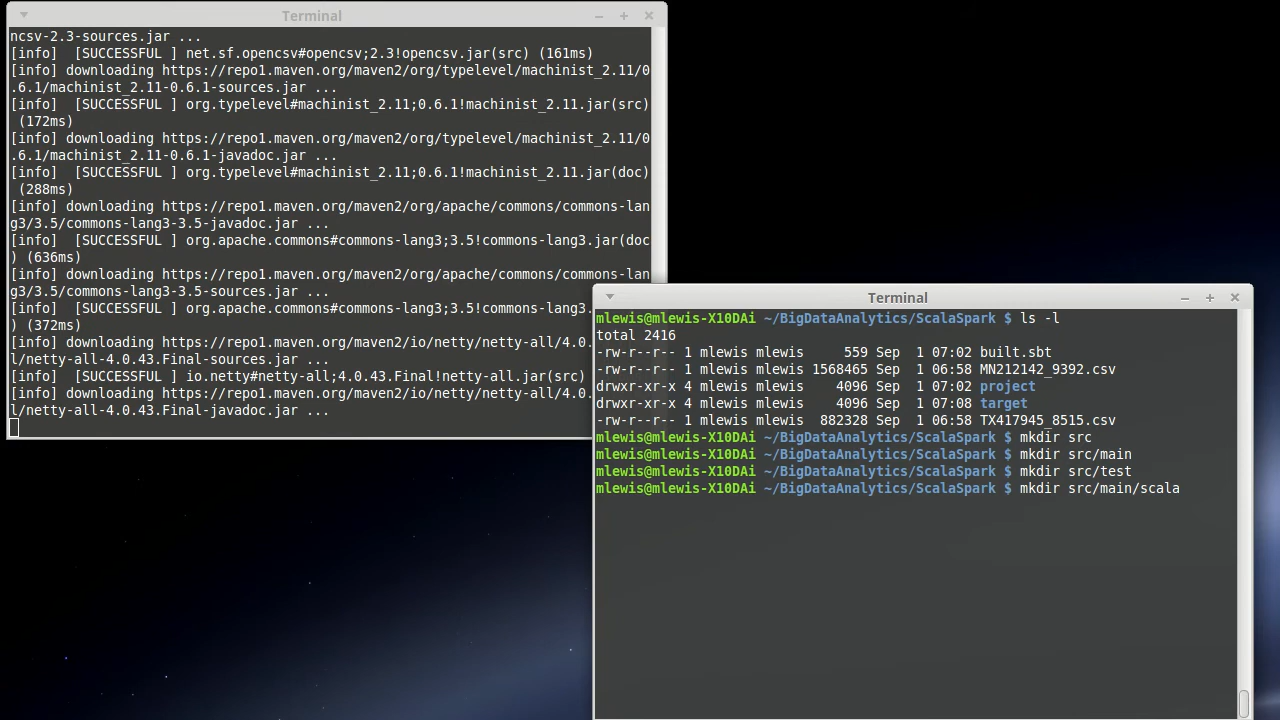 Terminal
ncsv-2.3-sources.jar ...
[info]  [SUCCESSFUL ] net.sf.opencsv#opencsv;2.3!opencsv.jar(src) (161ms)
[info] downloading https://repo1.maven.org/maven2/org/typelevel/machinist_2.11/0
.6.1/machinist_2.11-0.6.1-sources.jar ...
[info]  [SUCCESSFUL ] org.typelevel#machinist_2.11;0.6.1!machinist_2.11.jar(src)
 (172ms)
[info] downloading https://repo1.maven.org/maven2/org/typelevel/machinist_2.11/0
.6.1/machinist_2.11-0.6.1-javadoc.jar ...
[info]  [SUCCESSFUL ] org.typelevel#machinist_2.11;0.6.1!machinist_2.11.jar(doc)
 (288ms)
[info] downloading https://repo1.maven.org/maven2/org/apache/commons/commons-lan
g3/3.5/commons-lang3-3.5-javadoc.jar ...
[info]  [SUCCESSFUL ] org.apache.commons#commons-lang3;3.5!commons-lang3.jar(doc
) (636ms)
[info] downloading https://repo1.maven.org/maven2/org/apache/commons/commons-lan
g3/3.5/commons-lang3-3.5-sources.jar ...
[info]  [SUCCESSFUL ] org.apache.commons#commons-lang3;3.5!commons-lang3.
) (372ms)
[info] downloading https://repo1.maven.org/maven2/io/netty/netty-all/4.0.
l/netty-all-4.0.43.Final-sources.jar ...
[info]  [SUCCESSFUL ] io.netty#netty-all;4.0.43.Final!netty-all.jar(src)
[info] downloading https://repo1.maven.org/maven2/io/netty/netty-all/4.0.
l/netty-all-4.0.43.Final-javadoc.jar ...
Terminal
mlewis@mlewis-X10DAi ~/BigDataAnalytics/ScalaSpark $ ls -l
total 2416
-rw-r--r-- 1 mlewis mlewis     559 Sep  1 07:02 built.sbt
-rw-r--r-- 1 mlewis mlewis 1568465 Sep  1 06:58 MN212142_9392.csv
drwxr-xr-x 4 mlewis mlewis    4096 Sep  1 07:02 project
drwxr-xr-x 4 mlewis mlewis    4096 Sep  1 07:08 target
-rw-r--r-- 1 mlewis mlewis  882328 Sep  1 06:58 TX417945_8515.csv
mlewis@mlewis-X10DAi ~/BigDataAnalytics/ScalaSpark $ mkdir src
mlewis@mlewis-X10DAi ~/BigDataAnalytics/ScalaSpark $ mkdir src/main
mlewis@mlewis-X10DAi ~/BigDataAnalytics/ScalaSpark $ mkdir src/test
mlewis@mlewis-X10DAi ~/BigDataAnalytics/ScalaSpark $ mkdir src/main/scala